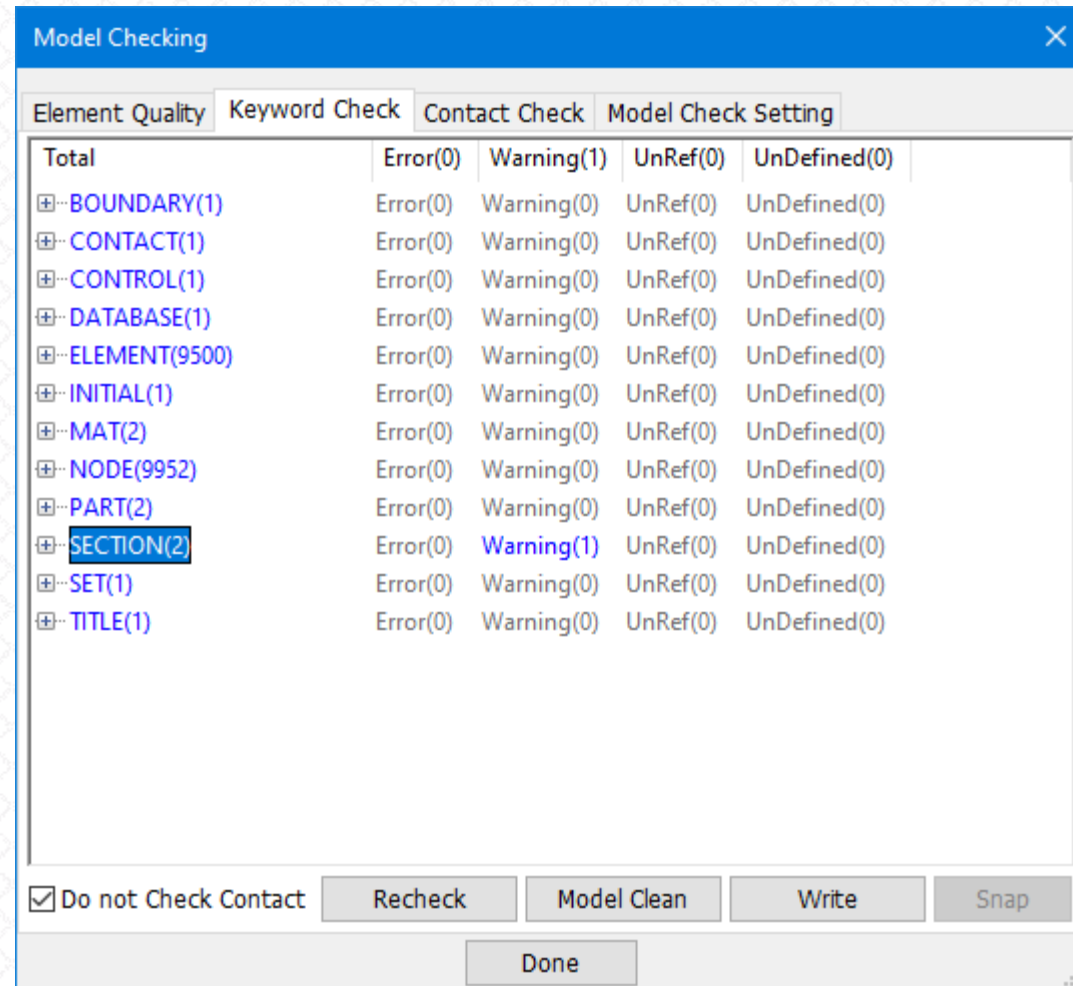 Model Checking
Element Quality Keyword Check Contact Check Model Check Setting
Total Error(0) Warning(1) UnRef(0) UnDefined(0)
BOUNDARY(1) Error(0) Warning(0) UnRef(0) UnDefined(0)
CONTACT(1) Error(0) Warning(0) UnRef(0) UnDefined(0)
CONTROL(1) Error(0) Warning(0) UnRef(0) UnDefined(0)
DATABASE(1) Error(0) Warning(0) UnRef(0) UnDefined(0)
ELEMENT(9500) Error(0) Warning(0) UnRef(0) UnDefined(0)
INITIAL(1) Error(0) Warning(0) UnRef(0) UnDefined(0)
MAT(2) Error(0) Warning(0) UnRef(0) UnDefined(0)
NODE(9952) Error(0) Warning(0) UnRef(0) UnDefined(0)
PART(2) Error(0) Warning(0) UnRef(0) UnDefined(0)
SECTION(2) Error(0) Warning(1) UnRef(0) UnDefined(0)
SET(1) Error(0) Warning(0) UnRef(0) UnDefined(0)
TITLE(1) Error(0) Warning(0) UnRef(0) UnDefined(0)
Do not Check Contact Recheck Model Clean Write Snap
Done